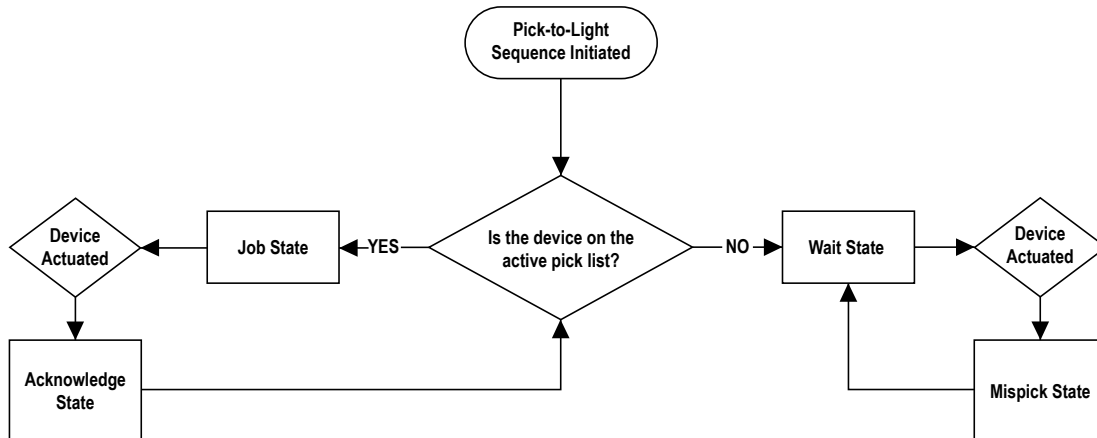 Pick-to-Light
Sequence Initiated
Device
Actuated
Job State
YES
Is the device on the
active pick list?
NO
Wait State
Device
Actuated
Acknowledge
State
Mispick State